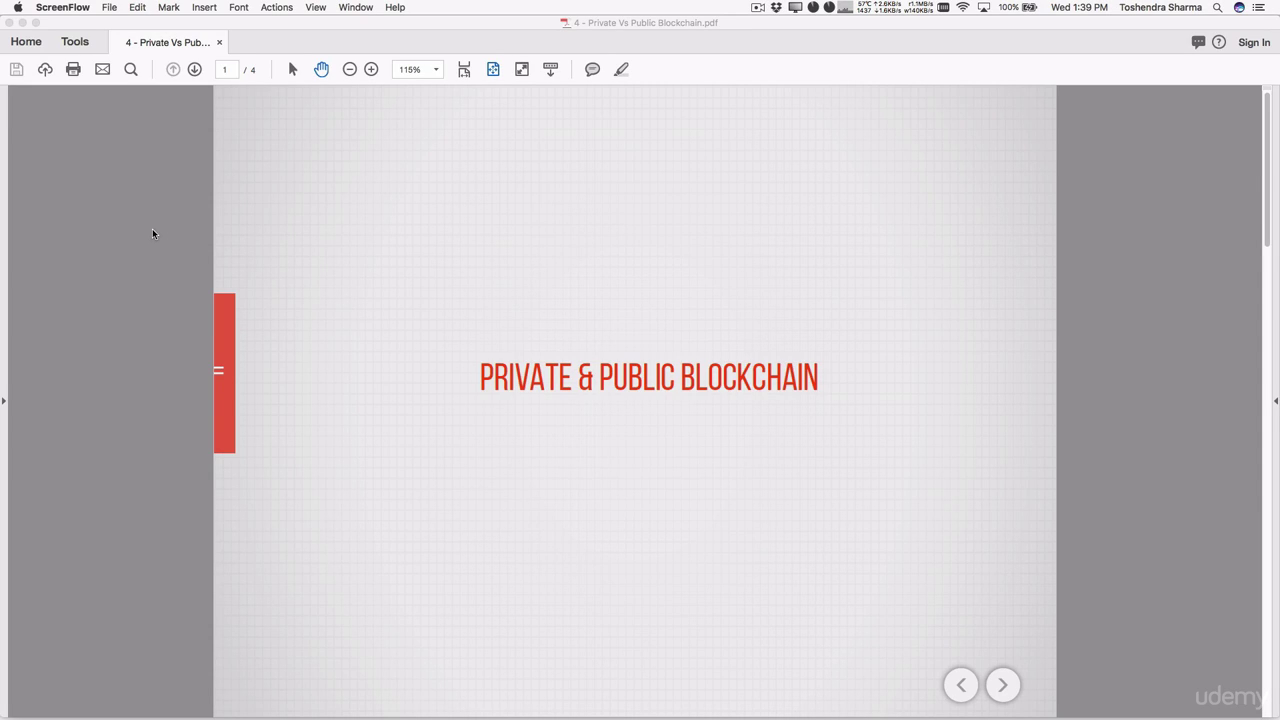 ScreenFlow File Edit Mark Insert Font Actions View Window Help 57°C ↑2.6KB/s r1.1MB/s 1437 ↓1.6KB/s w140KB/s 100% Wed 1:39 PM Toshendra Sharma
4 - Private Vs Public Blockchain.pdf
Home Tools 4 - Private Vs Pub... × Sign In
1 / 4 115%
PRIVATE & PUBLIC BLOCKCHAIN
udemy